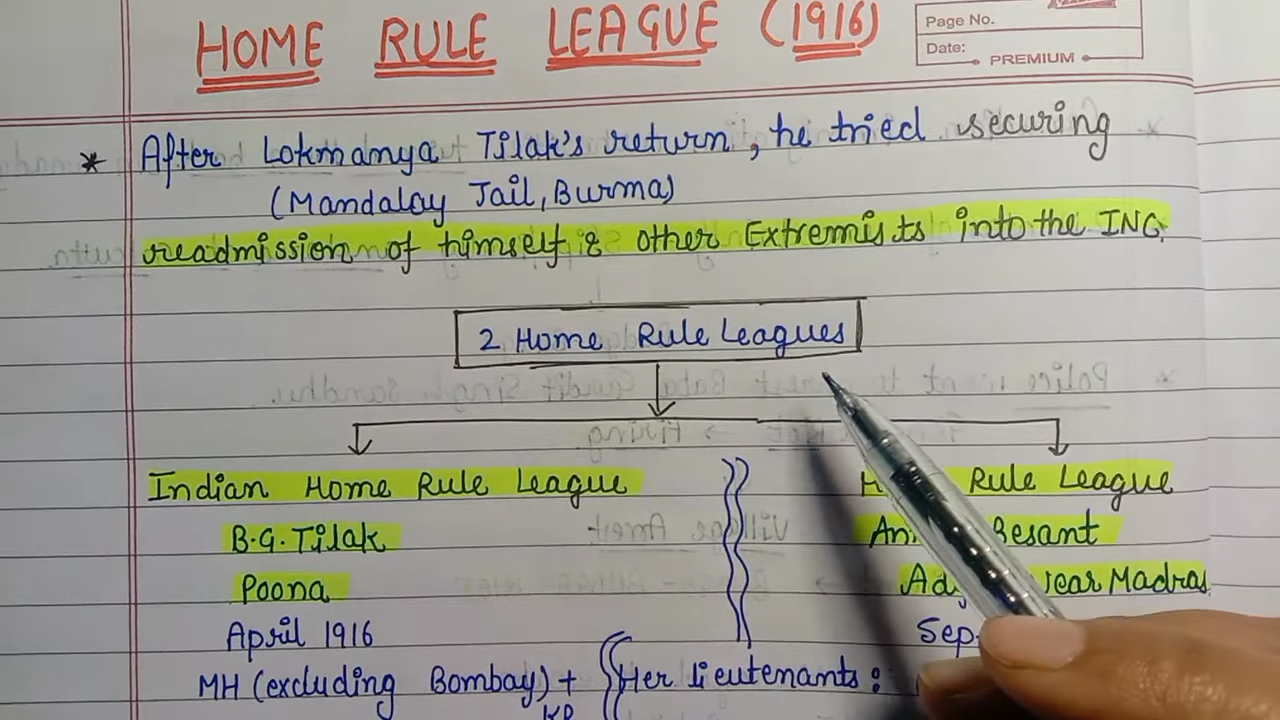 HOME RULE LEAGUE (1916)
Page No.
Date:
PREMIUM
* After Lokmanya Tilak's return, he tried securing
(Mandalay Jail, Burma)
readmission of himself & other Extremists into the INC.
2 Home Rule Leagues
Indian Home Rule League
B.G. Tilak
Poona
April 1916
MH (excluding Bombay) +
Rule League
Besant
near Madras
Her lieutenants: